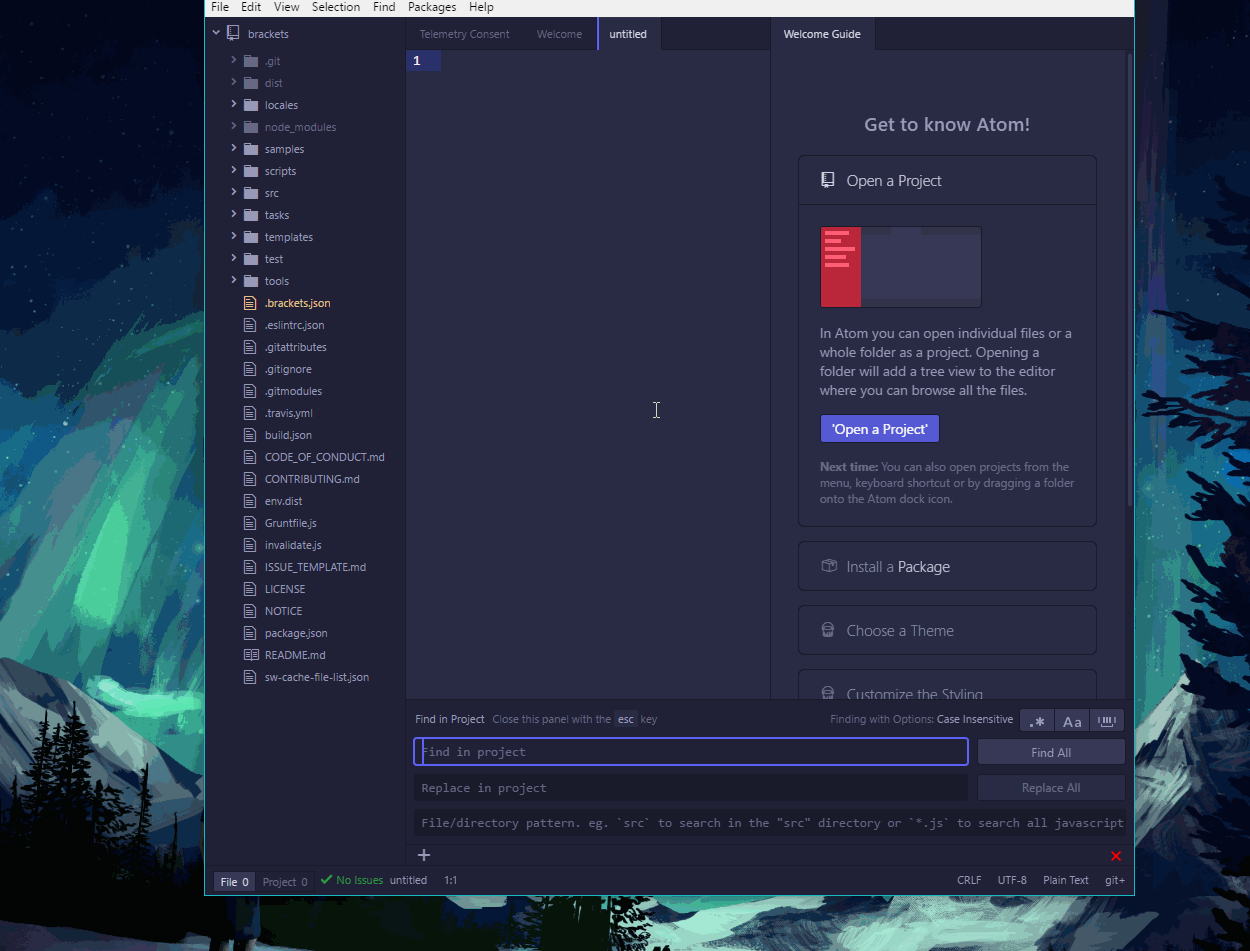 File Edit View Selection Find Packages Help
brackets
.git
dist
locales
node_modules
samples
scripts
src
tasks
templates
test
tools
.brackets.json
.eslintrc.json
.gitattributes
.gitignore
.gitmodules
.travis.yml
build.json
CODE_OF_CONDUCT.md
CONTRIBUTING.md
env.dist
Gruntfile.js
invalidate.js
ISSUE_TEMPLATE.md
LICENSE
NOTICE
package.json
README.md
sw-cache-file-list.json
Telemetry Consent Welcome untitled
1
Welcome Guide
Get to know Atom!
Open a Project
In Atom you can open individual files or a
whole folder as a project. Opening a
folder will add a tree view to the editor
where you can browse all the files.
'Open a Project'
Next time: You can also open projects from the
menu, keyboard shortcut or by dragging a folder
onto the Atom dock icon.
Install a Package
Choose a Theme
Customize the Styling
Find in Project Close this panel with the esc key
Finding with Options: Case Insensitive .* Aa
Find in project Find All
Replace in project Replace All
File/directory pattern. eg. `src` to search in the "src" directory or `*.js` to search all javascript
+
File 0 Project 0 No Issues untitled 1:1 CRLF UTF-8 Plain Text git+